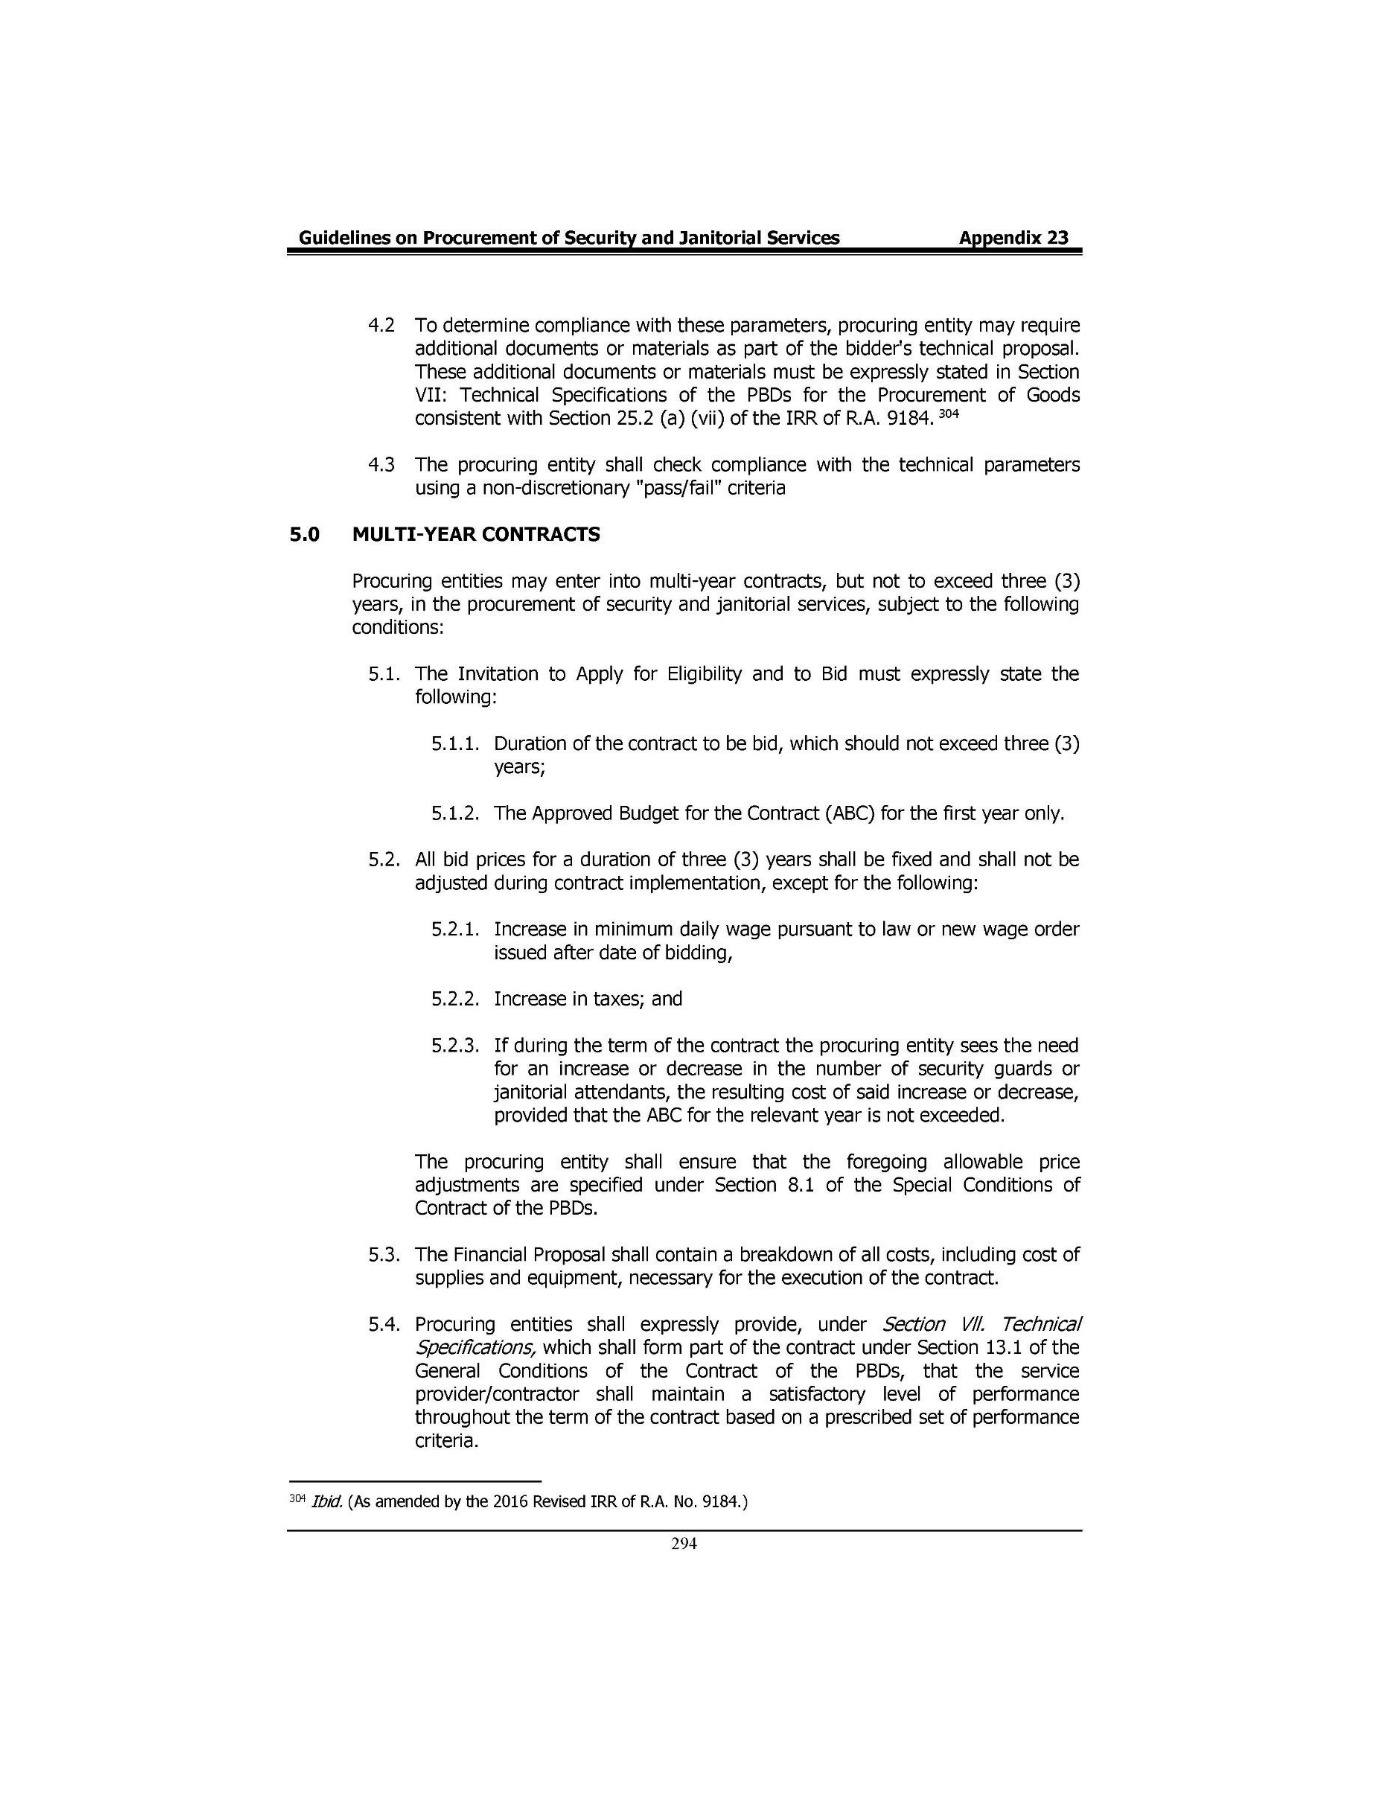 Guidelines on Procurement of Security and Janitorial Services Appendix 23
4.2 To determine compliance with these parameters, procuring entity may require
additional documents or materials as part of the bidder's technical proposal.
These additional documents or materials must be expressly stated in Section
VII: Technical Specifications of the PBDs for the Procurement of Goods
consistent with Section 25.2 (a) (vii) of the IRR of R.A. 9184. 304
4.3 The procuring entity shall check compliance with the technical parameters
using a non-discretionary "pass/fail" criteria
5.0 MULTI-YEAR CONTRACTS
Procuring entities may enter into multi-year contracts, but not to exceed three (3)
years, in the procurement of security and janitorial services, subject to the following
conditions:
5.1. The Invitation to Apply for Eligibility and to Bid must expressly state the
following:
5.1.1. Duration of the contract to be bid, which should not exceed three (3)
years;
5.1.2. The Approved Budget for the Contract (ABC) for the first year only.
5.2. All bid prices for a duration of three (3) years shall be fixed and shall not be
adjusted during contract implementation, except for the following:
5.2.1. Increase in minimum daily wage pursuant to law or new wage order
issued after date of bidding,
5.2.2. Increase in taxes; and
5.2.3. If during the term of the contract the procuring entity sees the need
for an increase or decrease in the number of security guards or
janitorial attendants, the resulting cost of said increase or decrease,
provided that the ABC for the relevant year is not exceeded.
The procuring entity shall ensure that the foregoing allowable price
adjustments are specified under Section 8.1 of the Special Conditions of
Contract of the PBDs.
5.3. The Financial Proposal shall contain a breakdown of all costs, including cost of
supplies and equipment, necessary for the execution of the contract.
5.4. Procuring entities shall expressly provide, under Section VII. Technical
Specifications, which shall form part of the contract under Section 13.1 of the
General Conditions of the Contract of the PBDs, that the service
provider/contractor shall maintain a satisfactory level of performance
throughout the term of the contract based on a prescribed set of performance
criteria.
304 Ibid. (As amended by the 2016 Revised IRR of R.A. No. 9184.)
294